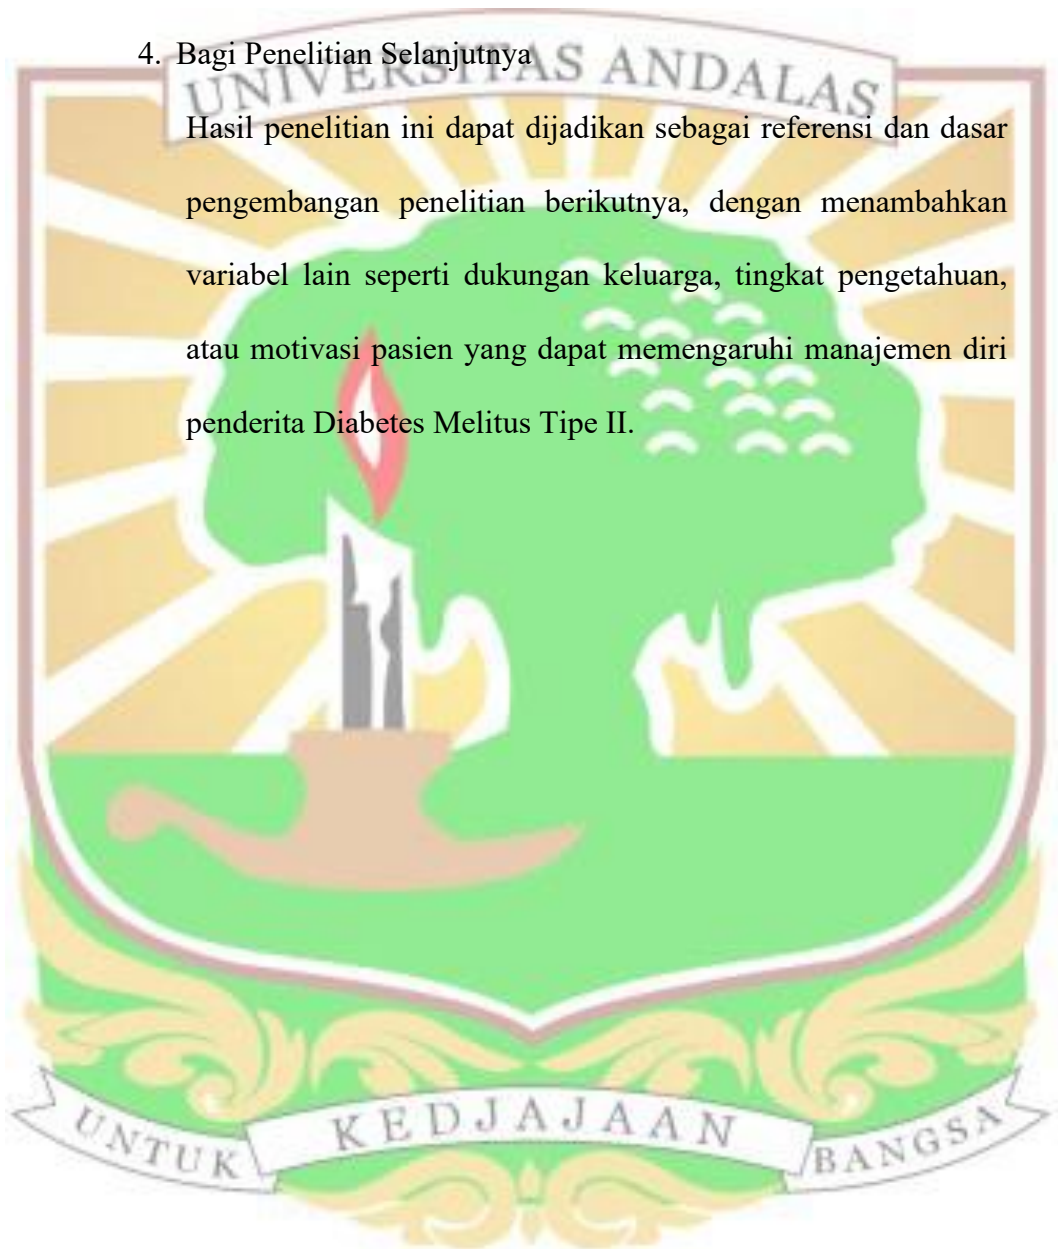 4. Bagi Penelitian Selanjutnya
UNIVERSITAS ANDALAS
Hasil penelitian ini dapat dijadikan sebagai referensi dan dasar
pengembangan penelitian berikutnya, dengan menambahkan
variabel lain seperti dukungan keluarga, tingkat pengetahuan,
atau motivasi pasien yang dapat memengaruhi manajemen diri
penderita Diabetes Melitus Tipe II.
UNTUK KEDJAJAAN BANGSA